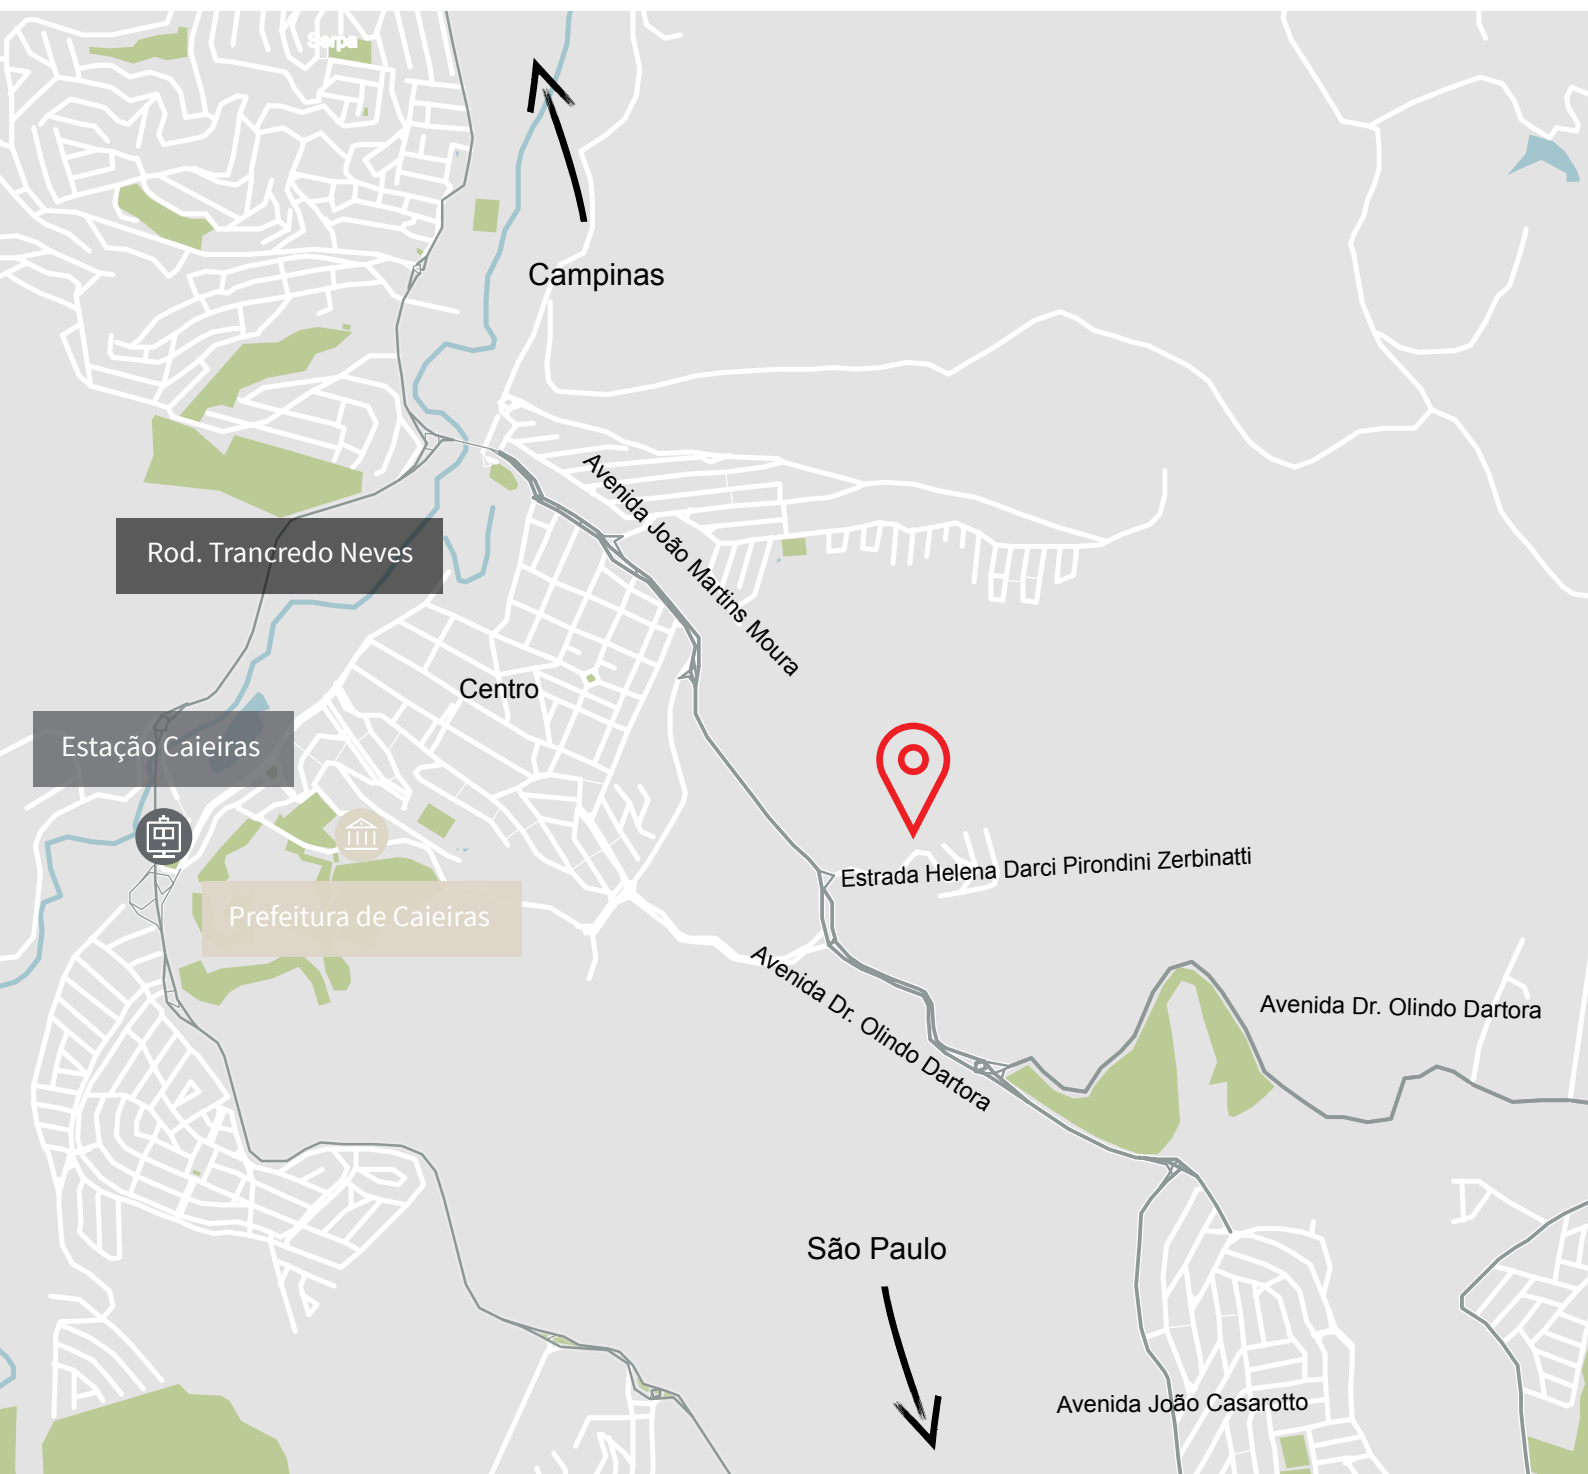 Serpa
Campinas
Avenida João Martins Moura
Rod. Trancredo Neves
Centro
Estação Caieiras
Estrada Helena Darci Pirondini Zerbinatti
Prefeitura de Caieiras
Avenida Dr. Olindo Dartora
Avenida Dr. Olindo Dartora
São Paulo
Avenida João Casarotto